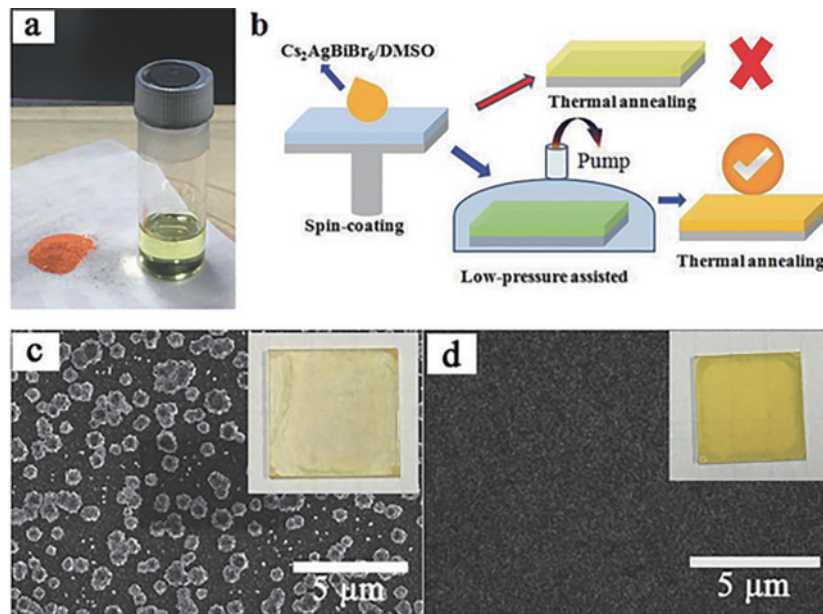 a
b
Cs₂AgBiBr₆/DMSO
Thermal annealing
Pump
Spin-coating
Low-pressure assisted
Thermal annealing
c
5 μm
d
5 μm